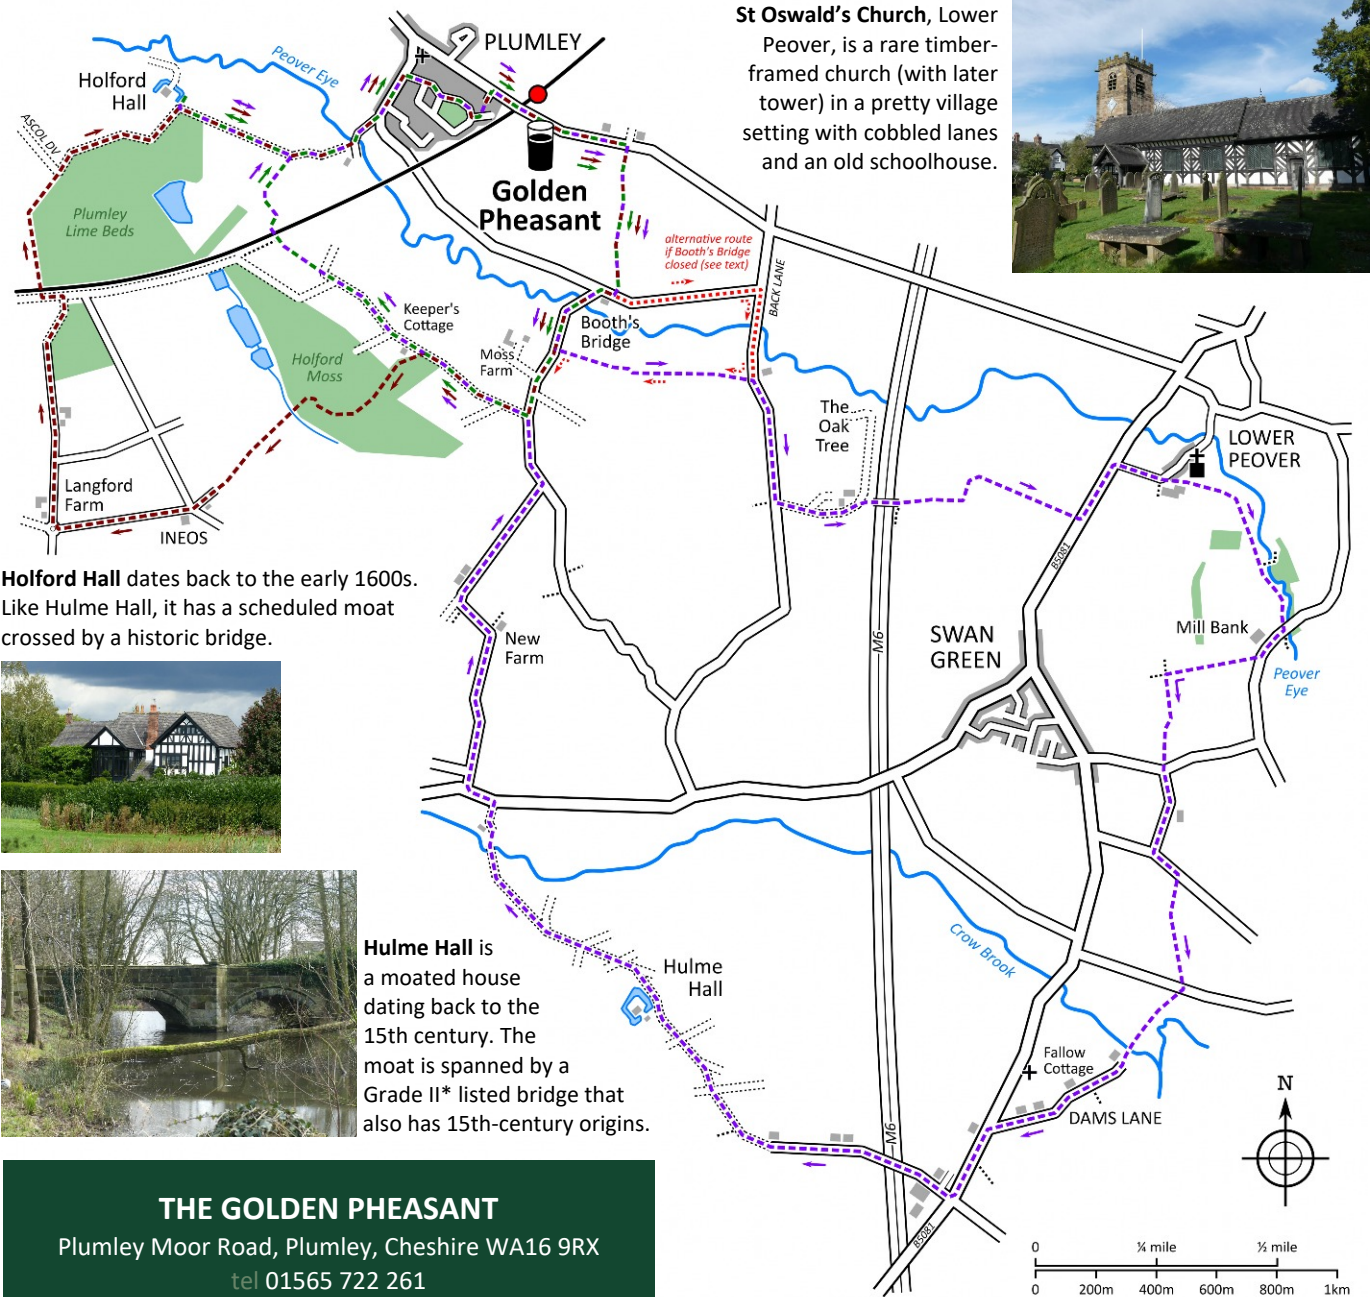 St Oswald's Church, Lower
Peover, is a rare timber-
framed church (with later
tower) in a pretty village
setting with cobbled lanes
and an old schoolhouse.
PLUMLEY
Peover Eye
Holford
Hall
ASCOL DV
Plumley
Lime Beds
Golden
Pheasant
alternative route
if Booth's Bridge
closed (see text)
BACK LANE
Keeper's
Cottage
Booth's
Bridge
Moss
Farm
Holford
Moss
The
Oak
Tree
LOWER
PEOVER
Langford
Farm
INEOS
B5081
Holford Hall dates back to the early 1600s.
Like Hulme Hall, it has a scheduled moat
crossed by a historic bridge.
New
Farm
M6
SWAN
GREEN
Mill Bank
Peover
Eye
Hulme Hall is
a moated house
dating back to the
15th century. The
moat is spanned by a
Grade II* listed bridge that
also has 15th-century origins.
Hulme
Hall
Crow Brook
Fallow
Cottage
DAMS LANE
M6
B5081
N
THE GOLDEN PHEASANT
Plumley Moor Road, Plumley, Cheshire WA16 9RX
tel 01565 722 261
0 ¼ mile ½ mile
0 200m 400m 600m 800m 1km